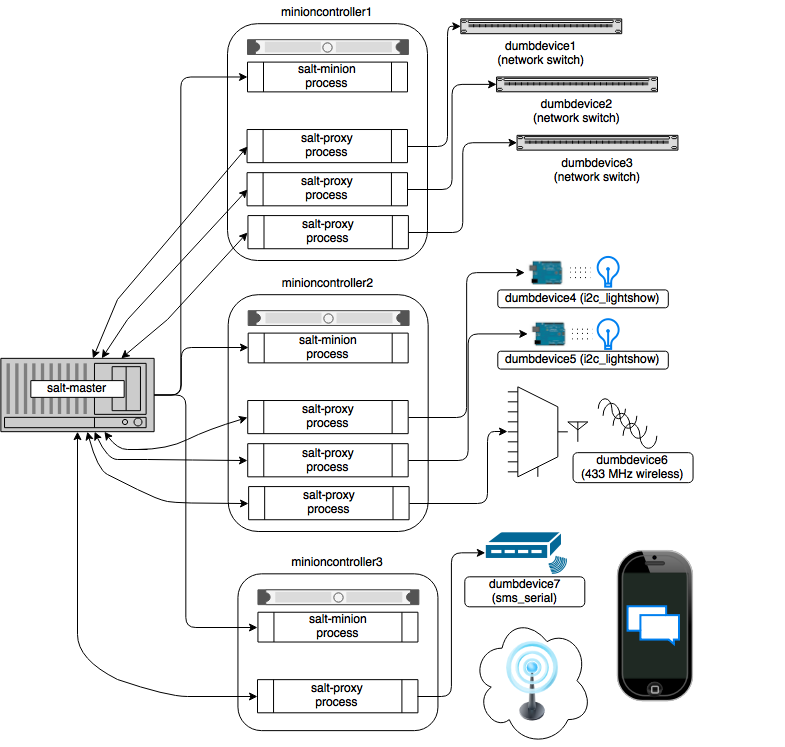 minioncontroller1
salt-minion
process
salt-proxy
process
salt-proxy
process
salt-proxy
process
dumbdevice1
(network switch)
dumbdevice2
(network switch)
dumbdevice3
(network switch)
minioncontroller2
salt-minion
process
salt-proxy
process
salt-proxy
process
salt-proxy
process
dumbdevice4 (i2c_lightshow)
dumbdevice5 (i2c_lightshow)
dumbdevice6
(433 MHz wireless)
salt-master
minioncontroller3
salt-minion
process
salt-proxy
process
dumbdevice7
(sms_serial)